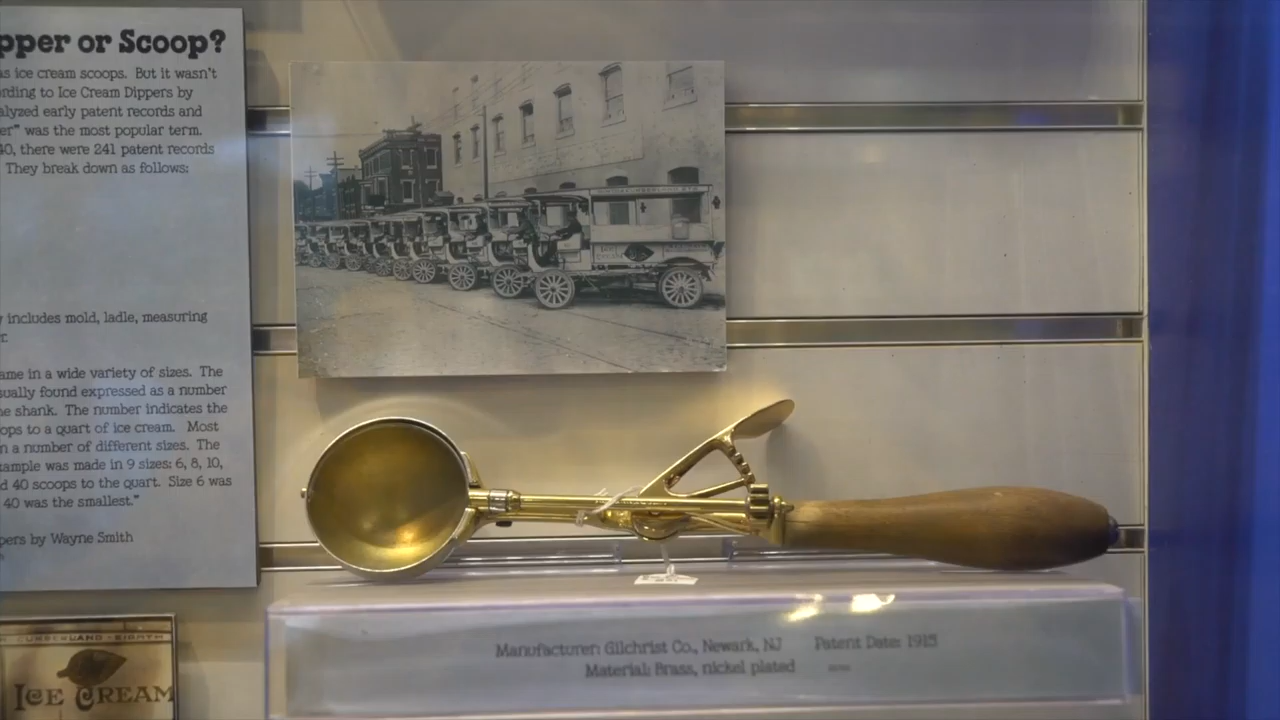 pper or Scoop?
as ice cream scoops. But it wasn't
rding to Ice Cream Dippers by
alyzed early patent records and
er" was the most popular term.
40, there were 241 patent records
They break down as follows:
y includes mold, ladle, measuring
r.
ame in a wide variety of sizes. The
sually found expressed as a number
he shank. The number indicates the
ops to a quart of ice cream. Most
n a number of different sizes. The
ample was made in 9 sizes: 6, 8, 10,
d 40 scoops to the quart. Size 6 was
40 was the smallest."
pers by Wayne Smith
CUMBERLAND - EIGHTH
ICE CREAM
Manufacturer: Gilchrist Co., Newark, NJ Patent Date: 1915
Material: Brass, nickel plated